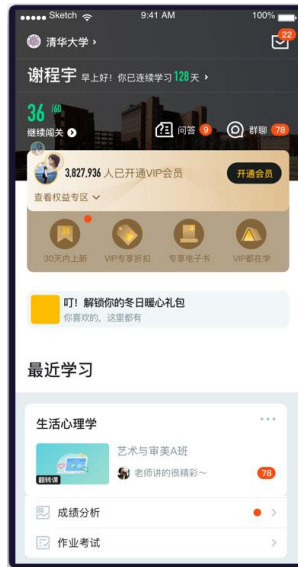 Sketch 9:41 AM 100%
清华大学 22
谢程宇 早上好！你已连续学习128天
36 /60
继续闯关 问答 9 群聊 78
3,827,936 人已开通VIP会员 开通会员
查看权益专区
30天内上新 VIP专享折扣 专享电子书 VIP都在学
叮！解锁你的冬日暖心礼包
你喜欢的，这里都有
最近学习
生活心理学
艺术与审美A班
翻转课 老师讲的很精彩～ 78
成绩分析
作业考试